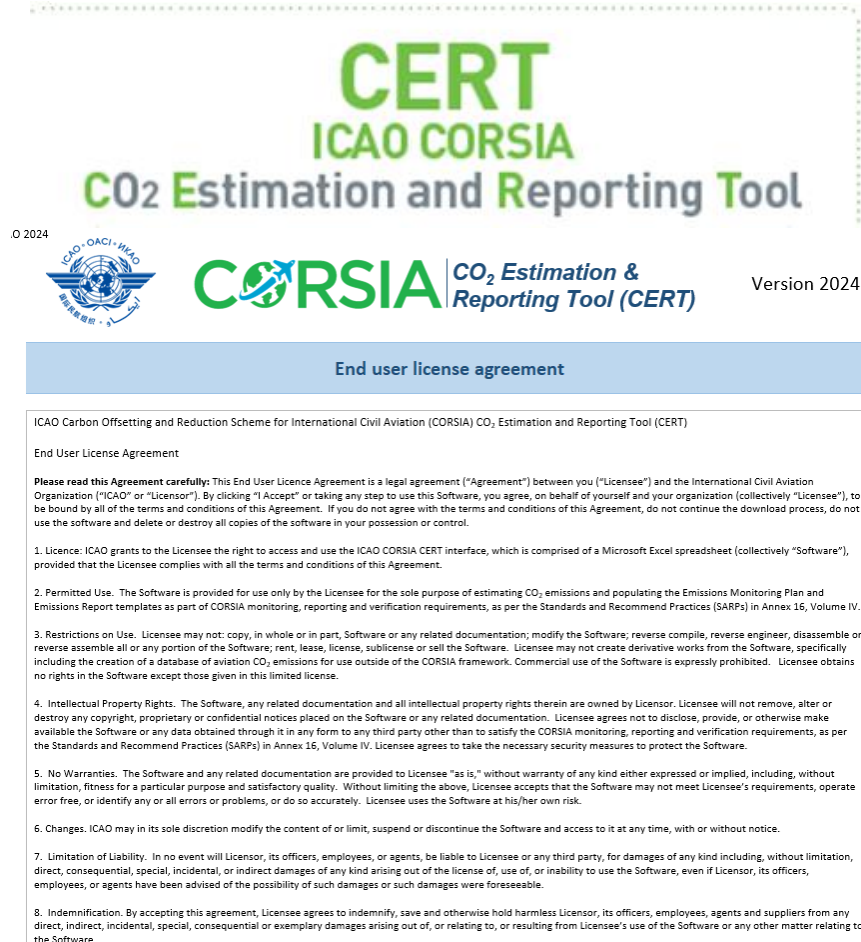 CERT
ICAO CORSIA
CO2 Estimation and Reporting Tool
O 2024
ICAO · OACI · ИКАО
CORSIA
CO₂ Estimation &
Reporting Tool (CERT)
Version 2024
End user license agreement
ICAO Carbon Offsetting and Reduction Scheme for International Civil Aviation (CORSIA) CO₂ Estimation and Reporting Tool (CERT)
End User License Agreement
Please read this Agreement carefully: This End User Licence Agreement is a legal agreement (“Agreement”) between you (“Licensee”) and the International Civil Aviation
Organization (“ICAO” or “Licensor”). By clicking “I Accept” or taking any step to use this Software, you agree, on behalf of yourself and your organization (collectively “Licensee”), to
be bound by all of the terms and conditions of this Agreement. If you do not agree with the terms and conditions of this Agreement, do not continue the download process, do not
use the software and delete or destroy all copies of the software in your possession or control.
1. Licence: ICAO grants to the Licensee the right to access and use the ICAO CORSIA CERT interface, which is comprised of a Microsoft Excel spreadsheet (collectively “Software”),
provided that the Licensee complies with all the terms and conditions of this Agreement.
2. Permitted Use. The Software is provided for use only by the Licensee for the sole purpose of estimating CO₂ emissions and populating the Emissions Monitoring Plan and
Emissions Report templates as part of CORSIA monitoring, reporting and verification requirements, as per the Standards and Recommend Practices (SARPs) in Annex 16, Volume IV.
3. Restrictions on Use. Licensee may not: copy, in whole or in part, Software or any related documentation; modify the Software; reverse compile, reverse engineer, disassemble or
reverse assemble all or any portion of the Software; rent, lease, license, sublicense or sell the Software. Licensee may not create derivative works from the Software, specifically
including the creation of a database of aviation CO₂ emissions for use outside of the CORSIA framework. Commercial use of the Software is expressly prohibited. Licensee obtains
no rights in the Software except those given in this limited license.
4. Intellectual Property Rights. The Software, any related documentation and all intellectual property rights therein are owned by Licensor. Licensee will not remove, alter or
destroy any copyright, proprietary or confidential notices placed on the Software or any related documentation. Licensee agrees not to disclose, provide, or otherwise make
available the Software or any data obtained through it in any form to any third party other than to satisfy the CORSIA monitoring, reporting and verification requirements, as per
the Standards and Recommend Practices (SARPs) in Annex 16, Volume IV. Licensee agrees to take the necessary security measures to protect the Software.
5. No Warranties. The Software and any related documentation are provided to Licensee "as is," without warranty of any kind either expressed or implied, including, without
limitation, fitness for a particular purpose and satisfactory quality. Without limiting the above, Licensee accepts that the Software may not meet Licensee’s requirements, operate
error free, or identify any or all errors or problems, or do so accurately. Licensee uses the Software at his/her own risk.
6. Changes. ICAO may in its sole discretion modify the content of or limit, suspend or discontinue the Software and access to it at any time, with or without notice.
7. Limitation of Liability. In no event will Licensor, its officers, employees, or agents, be liable to Licensee or any third party, for damages of any kind including, without limitation,
direct, consequential, special, incidental, or indirect damages of any kind arising out of the license of, use of, or inability to use the Software, even if Licensor, its officers,
employees, or agents have been advised of the possibility of such damages or such damages were foreseeable.
8. Indemnification. By accepting this agreement, Licensee agrees to indemnify, save and otherwise hold harmless Licensor, its officers, employees, agents and suppliers from any
direct, indirect, incidental, special, consequential or exemplary damages arising out of, or relating to, or resulting from Licensee’s use of the Software or any other matter relating to
the Software.